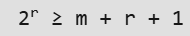 2ʳ ≥ m + r + 1